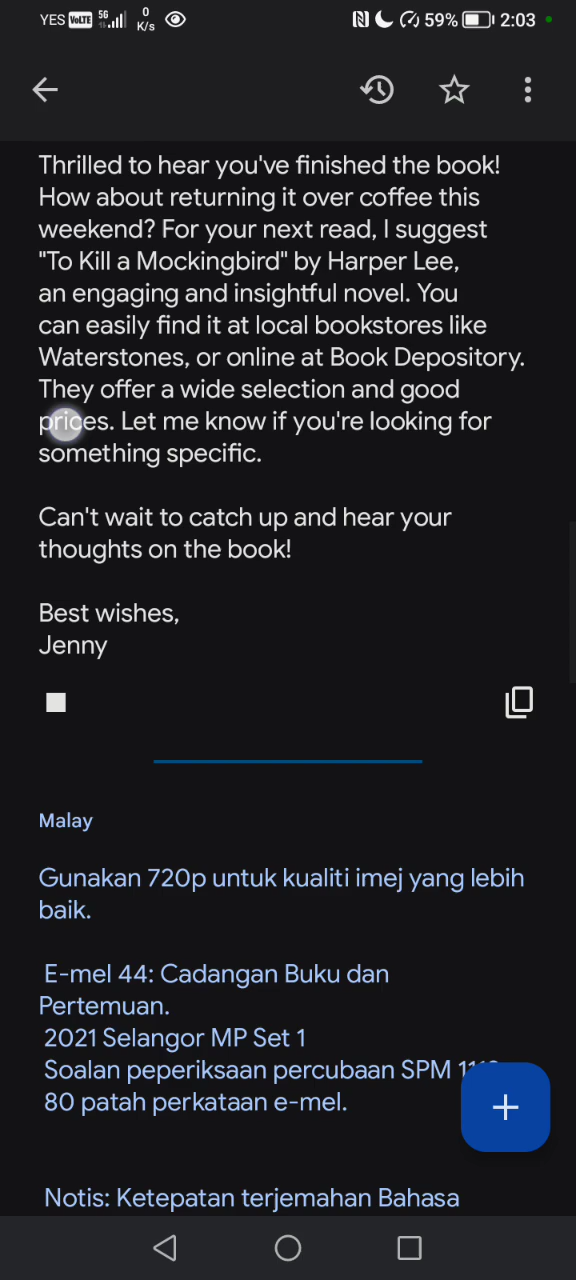 YES VoLTE 5G 0 K/s 59% 2:03
Thrilled to hear you've finished the book!
How about returning it over coffee this
weekend? For your next read, I suggest
"To Kill a Mockingbird" by Harper Lee,
an engaging and insightful novel. You
can easily find it at local bookstores like
Waterstones, or online at Book Depository.
They offer a wide selection and good
prices. Let me know if you're looking for
something specific.
Can't wait to catch up and hear your
thoughts on the book!
Best wishes,
Jenny
Malay
Gunakan 720p untuk kualiti imej yang lebih
baik.
E-mel 44: Cadangan Buku dan
Pertemuan.
2021 Selangor MP Set 1
Soalan peperiksaan percubaan SPM
80 patah perkataan e-mel.
Notis: Ketepatan terjemahan Bahasa